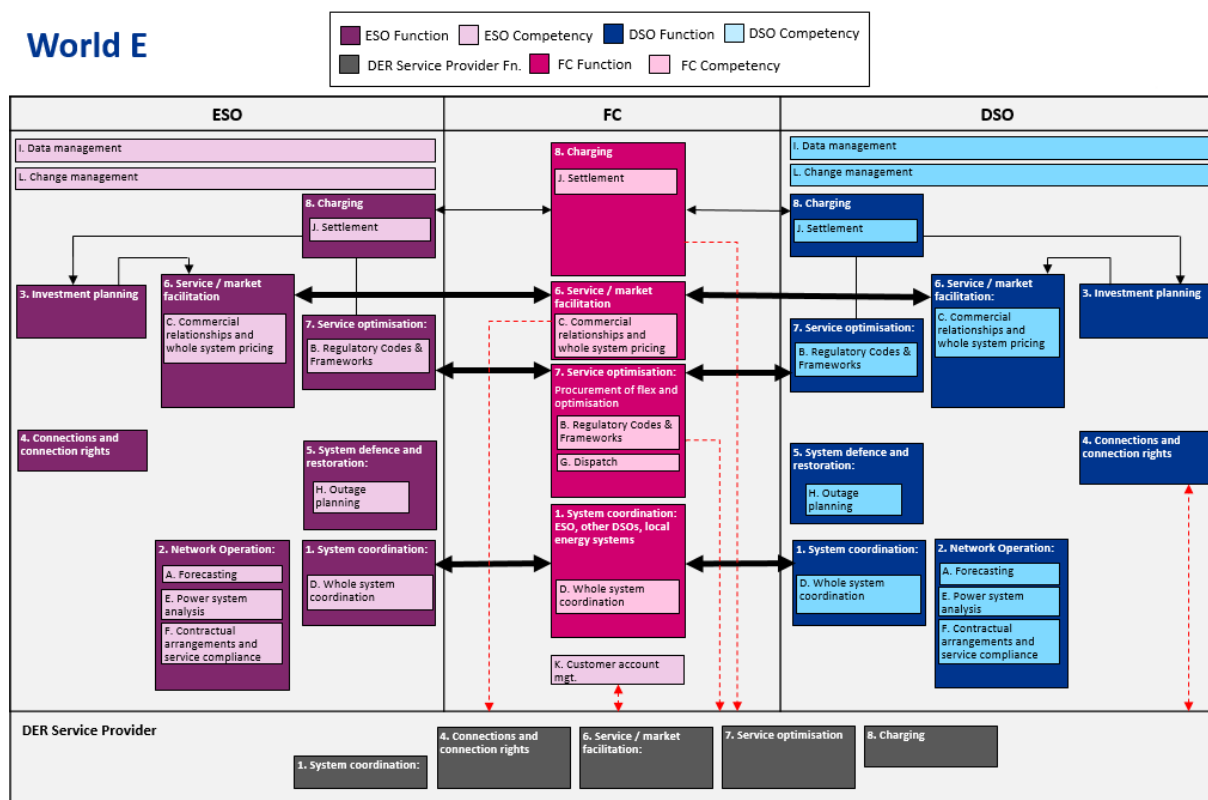 World E
ESO Function
ESO Competency
DSO Function
DSO Competency
DER Service Provider Fn.
FC Function
FC Competency
ESO
FC
DSO
I. Data management
L. Change management
8. Charging
J. Settlement
3. Investment planning
6. Service / market
facilitation
C. Commercial
relationships and
whole system pricing
7. Service optimisation:
B. Regulatory Codes &
Frameworks
4. Connections and
connection rights
5. System defence and
restoration:
H. Outage
planning
2. Network Operation:
A. Forecasting
E. Power system
analysis
F. Contractual
arrangements and
service compliance
1. System coordination:
D. Whole system
coordination
8. Charging
J. Settlement
6. Service / market
facilitation
C. Commercial
relationships and
whole system pricing
7. Service optimisation:
Procurement of flex and
optimisation
B. Regulatory Codes &
Frameworks
G. Dispatch
1. System coordination:
ESO, other DSOs, local
energy systems
D. Whole system
coordination
K. Customer account
mgt.
I. Data management
L. Change management
8. Charging
J. Settlement
7. Service optimisation:
B. Regulatory Codes &
Frameworks
6. Service / market
facilitation:
C. Commercial
relationships and
whole system pricing
3. Investment planning
4. Connections and
connection rights
5. System defence and
restoration:
H. Outage
planning
1. System coordination:
D. Whole system
coordination
2. Network Operation:
A. Forecasting
E. Power system
analysis
F. Contractual
arrangements and
service compliance
DER Service Provider
1. System coordination:
4. Connections and
connection rights
6. Service / market
facilitation:
7. Service optimisation
8. Charging